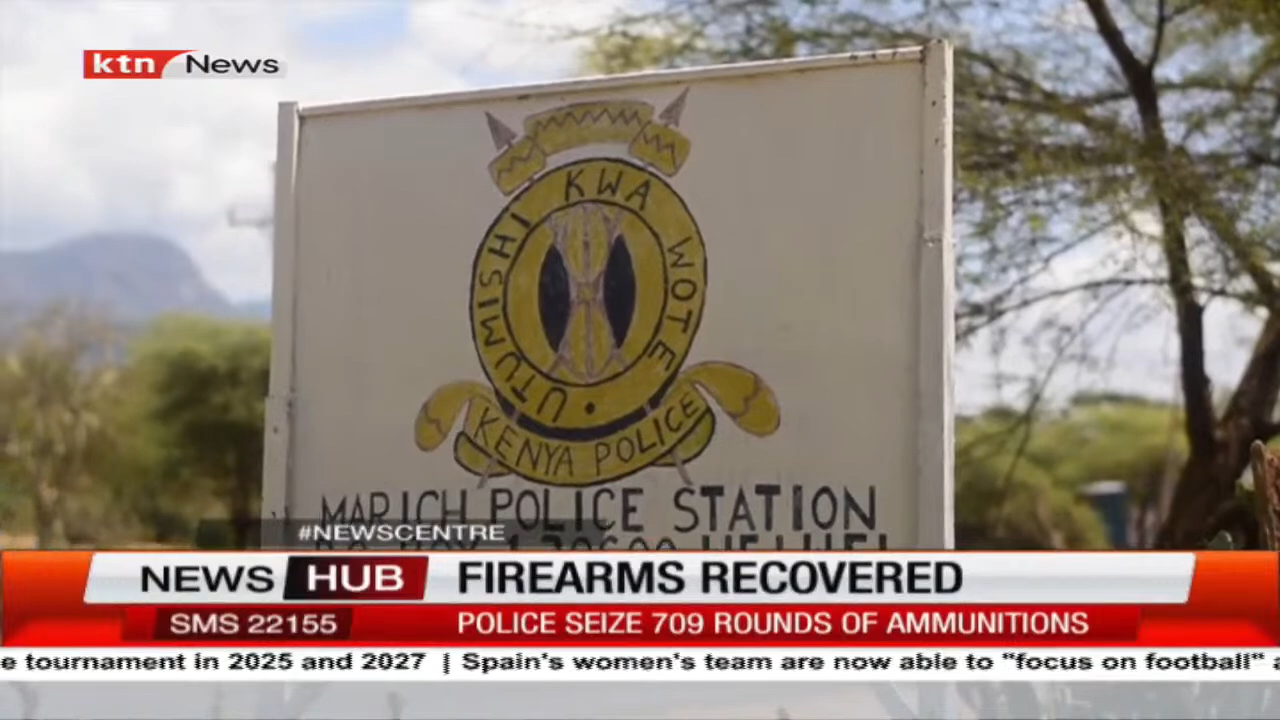 ktn News
KWA
UTUMISHI
WOTE
KENYA POLICE
MARICH POLICE STATION
#NEWSCENTRE
NEWS HUB
FIREARMS RECOVERED
SMS 22155
POLICE SEIZE 709 ROUNDS OF AMMUNITIONS
e tournament in 2025 and 2027 | Spain's women's team are now able to "focus on football"